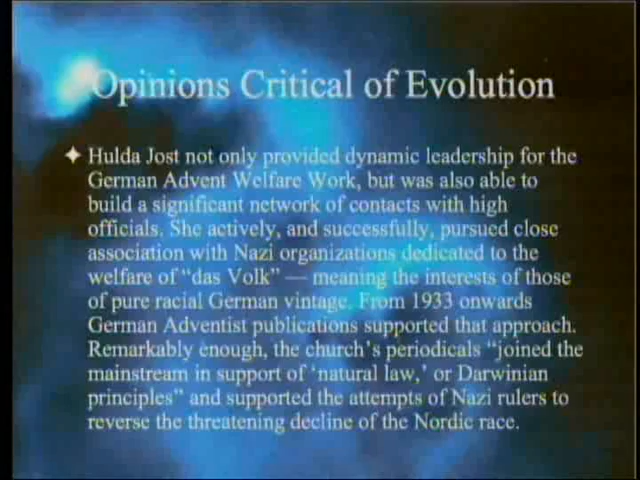 Opinions Critical of Evolution
Hulda Jost not only provided dynamic leadership for the
German Advent Welfare Work, but was also able to
build a significant network of contacts with high
officials. She actively, and successfully, pursued close
association with Nazi organizations dedicated to the
welfare of “das Volk” — meaning the interests of those
of pure racial German vintage. From 1933 onwards
German Adventist publications supported that approach.
Remarkably enough, the church’s periodicals “joined the
mainstream in support of ‘natural law,’ or Darwinian
principles” and supported the attempts of Nazi rulers to
reverse the threatening decline of the Nordic race.